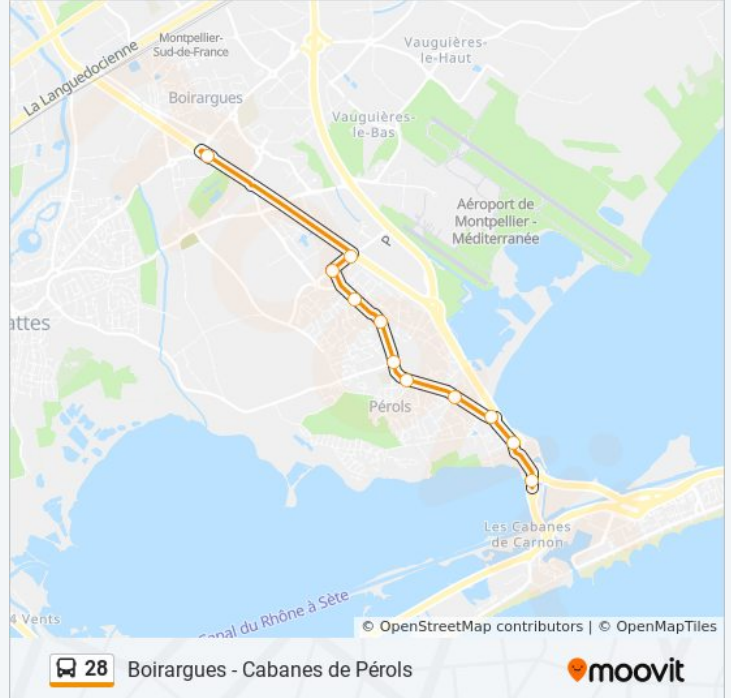 Montpellier-
Sud-de-France
Vauguières-
le-Haut
La Languedocienne
Boirargues
Vauguières-
le-Bas
Aéroport de
Montpellier -
Méditerranée
P
attes
Pérols
Les Cabanes
de Carnon
Canal du Rhône à Sète
4 Vents
© OpenStreetMap contributors | © OpenMapTiles
28 Boirargues - Cabanes de Pérols moovit